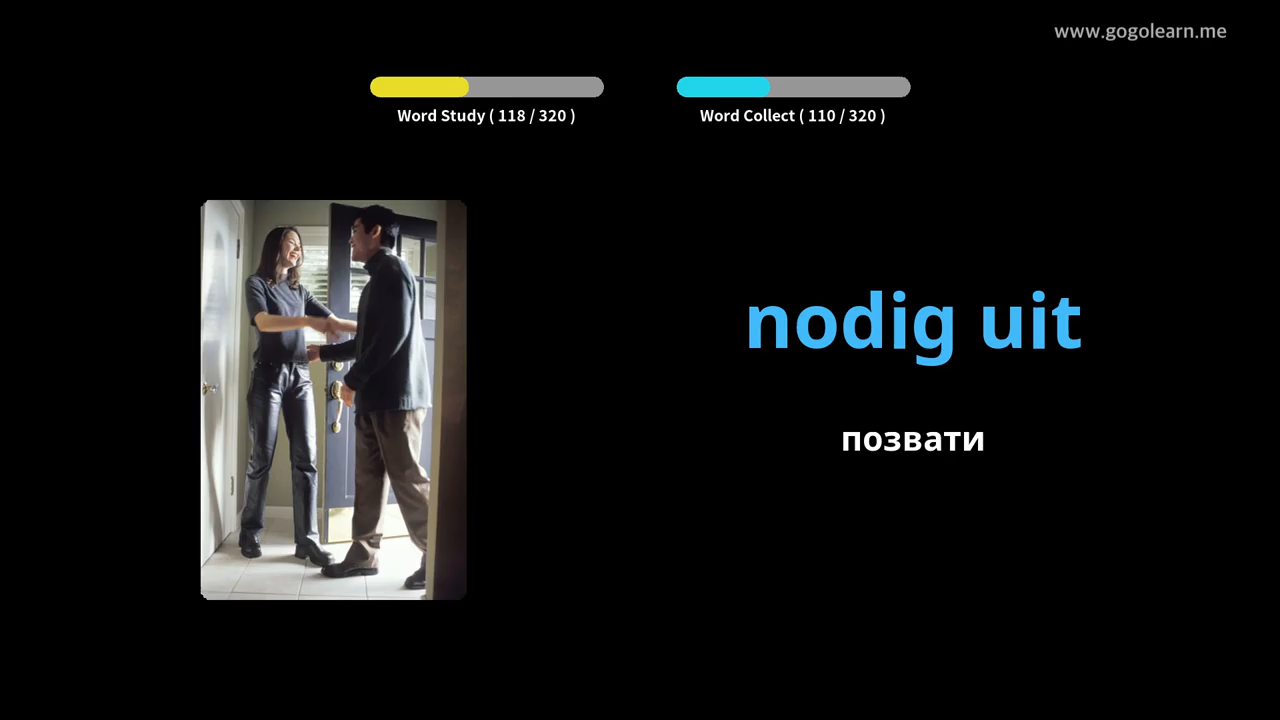 www.gogolearn.me
Word Study ( 118 / 320 )
Word Collect ( 110 / 320 )
nodig uit
позвати